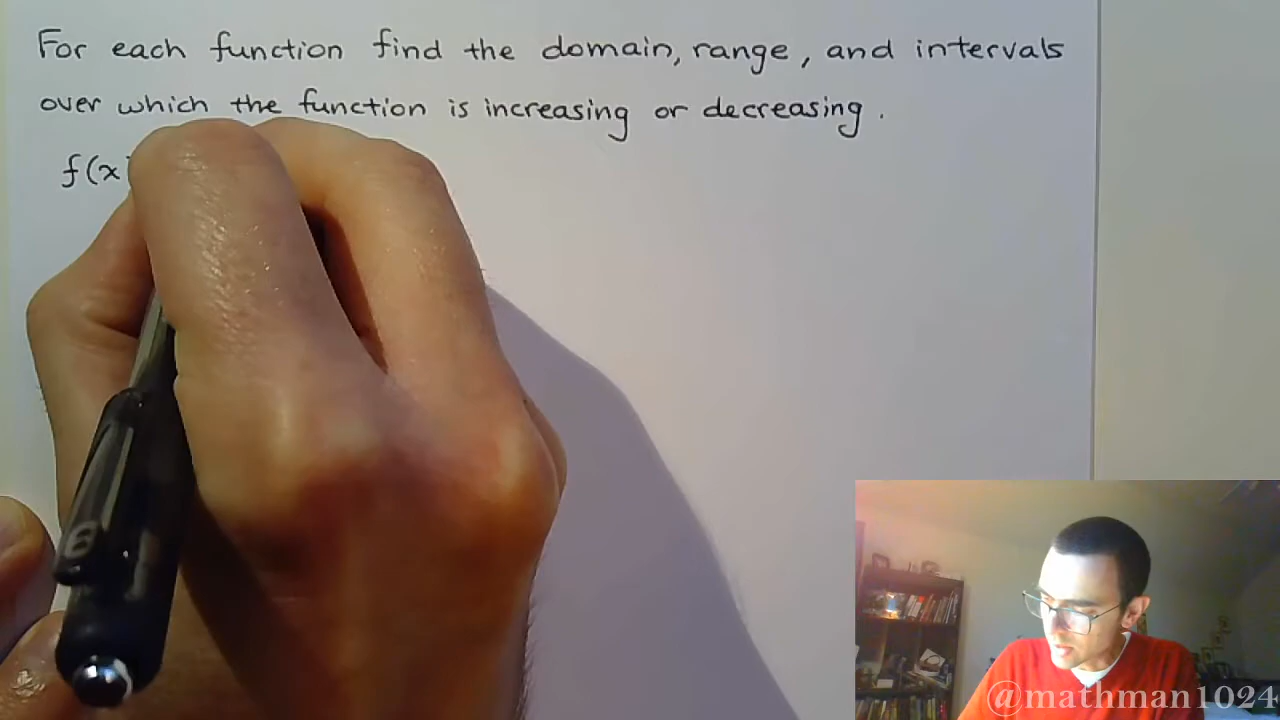 For each function find the domain, range, and intervals
over which the function is increasing or decreasing.
f(x)
@mathman1024